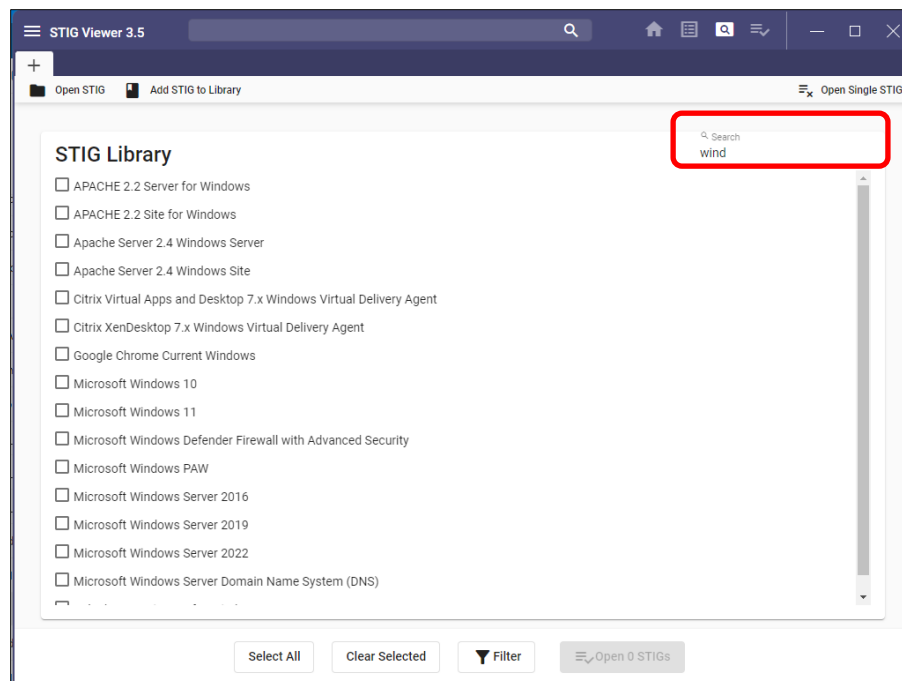 STIG Viewer 3.5
Open STIG Add STIG to Library Open Single STIG
Search
STIG Library wind
APACHE 2.2 Server for Windows
APACHE 2.2 Site for Windows
Apache Server 2.4 Windows Server
Apache Server 2.4 Windows Site
Citrix Virtual Apps and Desktop 7.x Windows Virtual Delivery Agent
Citrix XenDesktop 7.x Windows Virtual Delivery Agent
Google Chrome Current Windows
Microsoft Windows 10
Microsoft Windows 11
Microsoft Windows Defender Firewall with Advanced Security
Microsoft Windows PAW
Microsoft Windows Server 2016
Microsoft Windows Server 2019
Microsoft Windows Server 2022
Microsoft Windows Server Domain Name System (DNS)
Select All Clear Selected Filter Open 0 STIGs